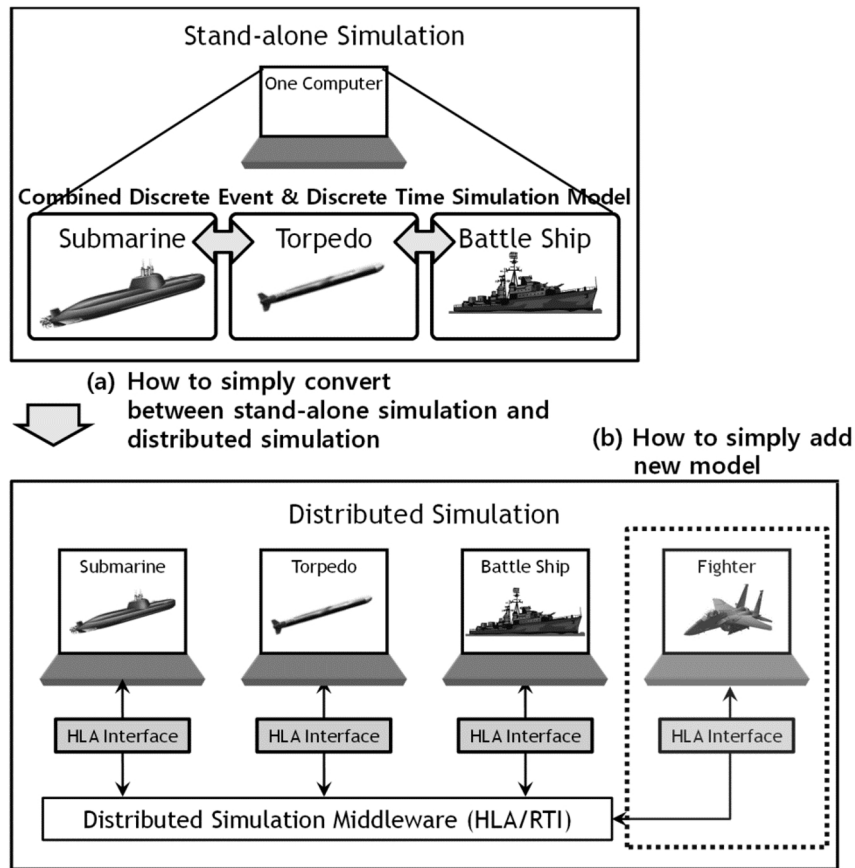 Stand-alone Simulation
One Computer
Combined Discrete Event & Discrete Time Simulation Model
Submarine
Torpedo
Battle Ship
(a) How to simply convert
between stand-alone simulation and
distributed simulation
(b) How to simply add
new model
Distributed Simulation
Submarine
Torpedo
Battle Ship
Fighter
HLA Interface
HLA Interface
HLA Interface
HLA Interface
Distributed Simulation Middleware (HLA/RTI)